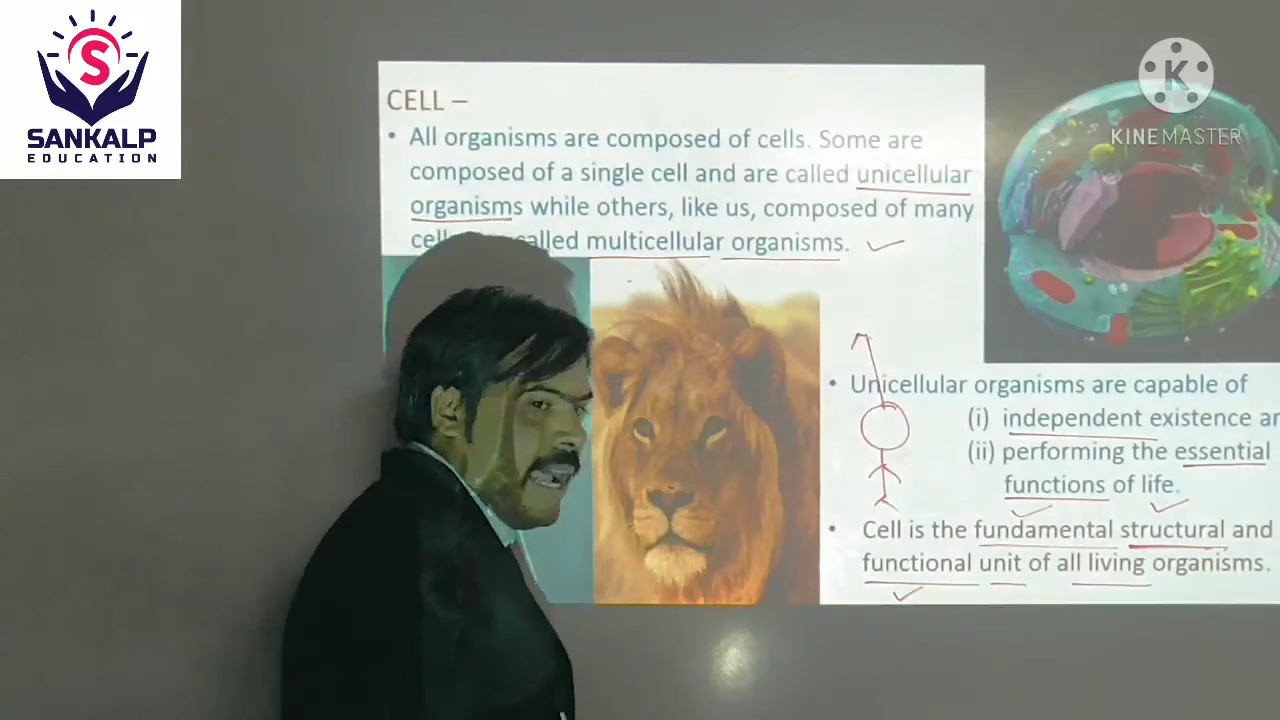 SANKALP
EDUCATION
KINEMASTER
CELL –
• All organisms are composed of cells. Some are
composed of a single cell and are called unicellular
organisms while others, like us, composed of many
called multicellular organisms.
• Unicellular organisms are capable of
(i) independent existence
(ii) performing the essential
functions of life.
• Cell is the fundamental structural and
functional unit of all living organisms.